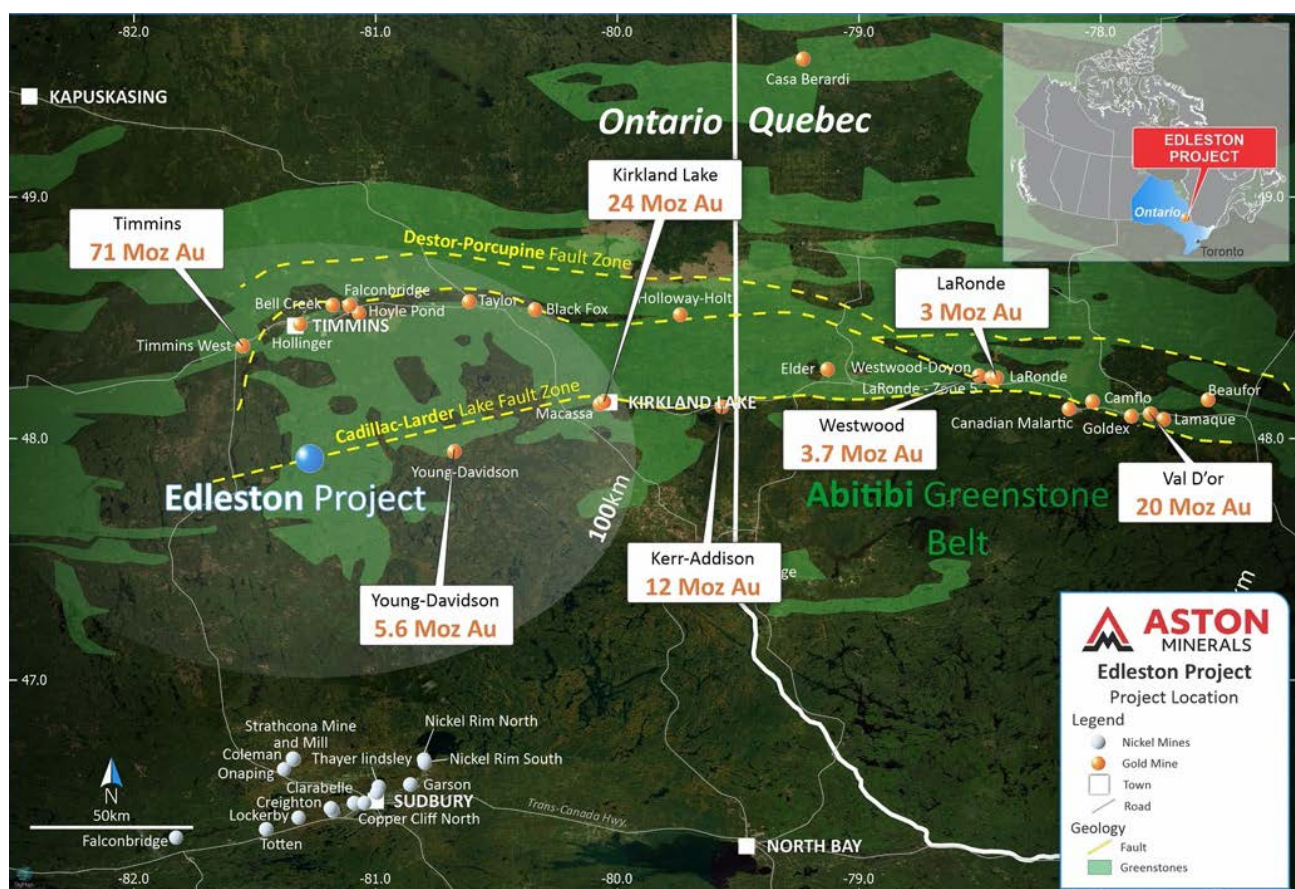 -82.0
-81.0
-80.0
-78.0
KAPUSKASING
Casa Berardi
Ontario Quebec
EDLESTON
PROJECT
Ontario
Toronto
49.0
49.0
Kirkland Lake
24 Moz Au
Timmins
71 Moz Au
Destor-Porcupine Fault Zone
LaRonde
3 Moz Au
Bell Creek
Falconbridge
Hoyle Pond
Taylor
Black Fox
Holloway-Holt
TIMMINS
Hollinger
Timmins West
Elder
Westwood-Doyon
LaRonde
LaRonde - Zone 5
Beaufor
Camflo
Macassa
KIRKLAND LAKE
Canadian Malartic
Goldex
Lamaque
48.0
48.0
Cadillac-Larder Lake Fault Zone
Westwood
3.7 Moz Au
Young-Davidson
Edleston Project
100km
Abitibi Greenstone
Belt
Val D'or
20 Moz Au
Kerr-Addison
12 Moz Au
Young-Davidson
5.6 Moz Au
47.0
ASTON
MINERALS
Edleston Project
Project Location
Legend
Nickel Mines
Gold Mine
Town
Road
Geology
Fault
Greenstones
Strathcona Mine
and Mill
Nickel Rim North
Coleman
Thayer lindsley
Nickel Rim South
Onaping
Clarabelle
Garson
Creighton
SUDBURY
Lockerby
Copper Cliff North
Totten
Falconbridge
N
50km
Trans-Canada Hwy.
NORTH BAY
-82.0
-81.0
-80.0
-79.0
-78.0